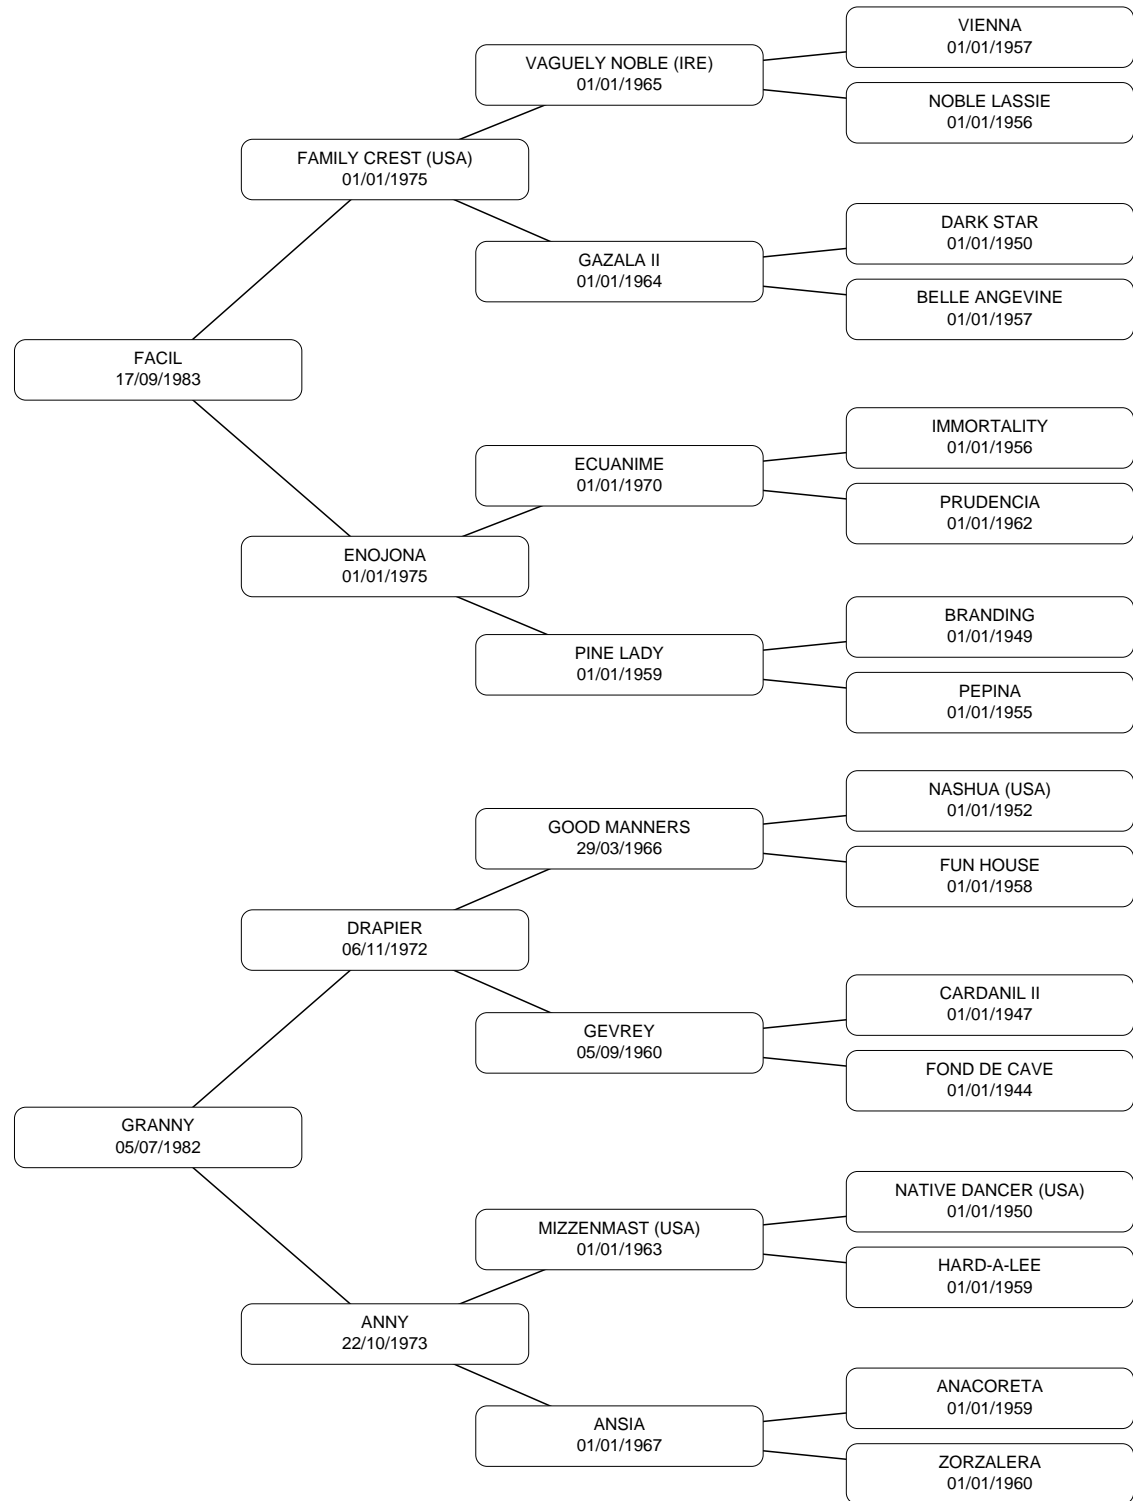 VIENNA
01/01/1957
VAGUELY NOBLE (IRE)
01/01/1965
NOBLE LASSIE
01/01/1956
FAMILY CREST (USA)
01/01/1975
DARK STAR
01/01/1950
GAZALA II
01/01/1964
BELLE ANGEVINE
01/01/1957
FACIL
17/09/1983
IMMORTALITY
01/01/1956
ECUANIME
01/01/1970
PRUDENCIA
01/01/1962
ENOJONA
01/01/1975
BRANDING
01/01/1949
PINE LADY
01/01/1959
PEPINA
01/01/1955
NASHUA (USA)
01/01/1952
GOOD MANNERS
29/03/1966
FUN HOUSE
01/01/1958
DRAPIER
06/11/1972
CARDANIL II
01/01/1947
GEVREY
05/09/1960
FOND DE CAVE
01/01/1944
GRANNY
05/07/1982
NATIVE DANCER (USA)
01/01/1950
MIZZENMAST (USA)
01/01/1963
HARD-A-LEE
01/01/1959
ANNY
22/10/1973
ANACORETA
01/01/1959
ANSIA
01/01/1967
ZORZALERA
01/01/1960